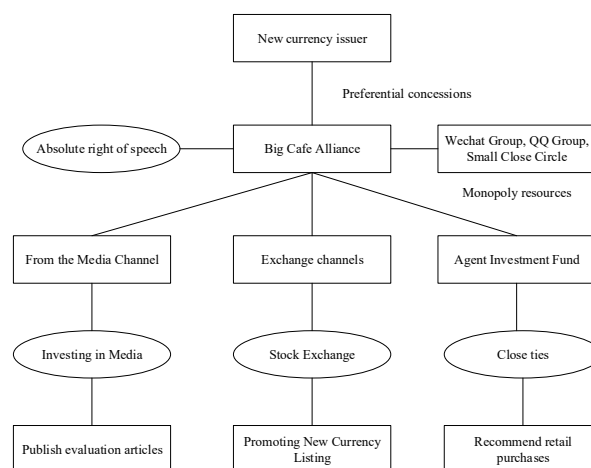 New currency issuer
Preferential concessions
Absolute right of speech
Big Cafe Alliance
Wechat Group, QQ Group,
Small Close Circle
Monopoly resources
From the Media Channel
Exchange channels
Agent Investment Fund
Investing in Media
Stock Exchange
Close ties
Publish evaluation articles
Promoting New Currency
Listing
Recommend retail
purchases